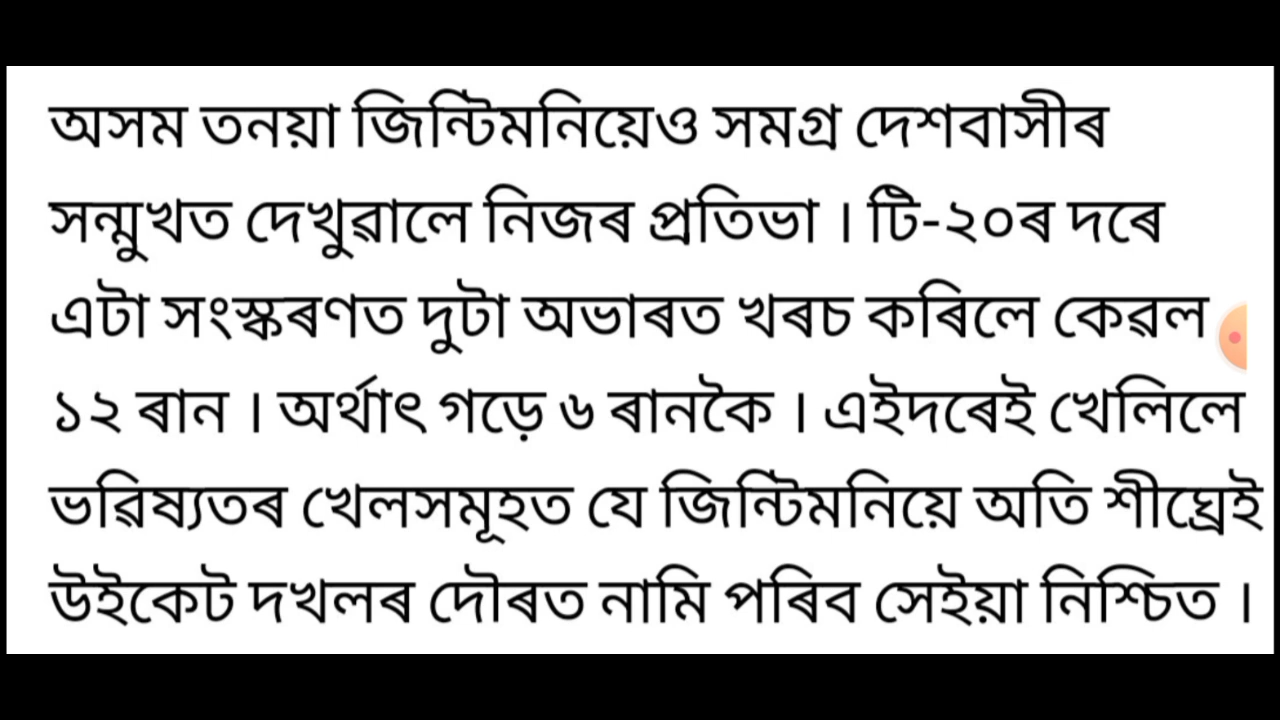 অসম তনয়া জিন্টিমনিয়েও সমগ্ৰ দেশবাসীৰ
সন্মুখত দেখুৱালে নিজৰ প্ৰতিভা । টি-২০ৰ দৰে
এটা সংস্কৰণত দুটা অভাৰত খৰচ কৰিলে কেৱল
১২ ৰান । অৰ্থাৎ গড়ে ৬ ৰানকৈ । এইদৰেই খেলিলে
ভৱিষ্যতৰ খেলসমূহত যে জিন্টিমনিয়ে অতি শীঘ্ৰেই
উইকেট দখলৰ দৌৰত নামি পৰিব সেইয়া নিশ্চিত ।